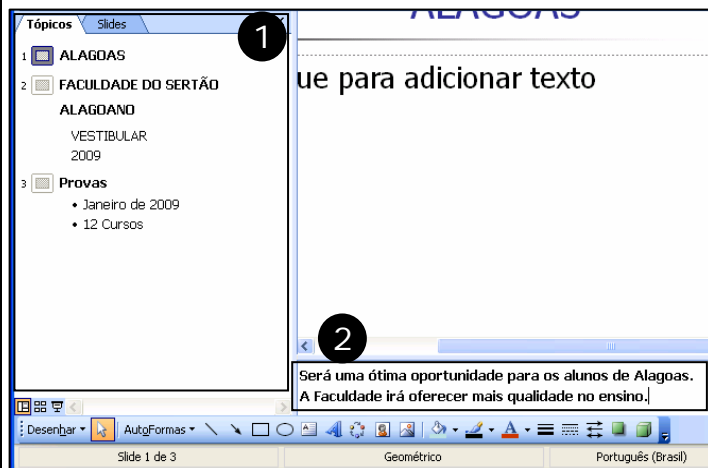 ALAGOAS
Tópicos Slides
1
1 ALAGOAS
2 FACULDADE DO SERTÃO
ALAGOANO
VESTIBULAR
2009
3 Provas
• Janeiro de 2009
• 12 Cursos
ue para adicionar texto
2
Será uma ótima oportunidade para os alunos de Alagoas.
A Faculdade irá oferecer mais qualidade no ensino.
Desenhar AutoFormas
Slide 1 de 3 Geométrico Português (Brasil)